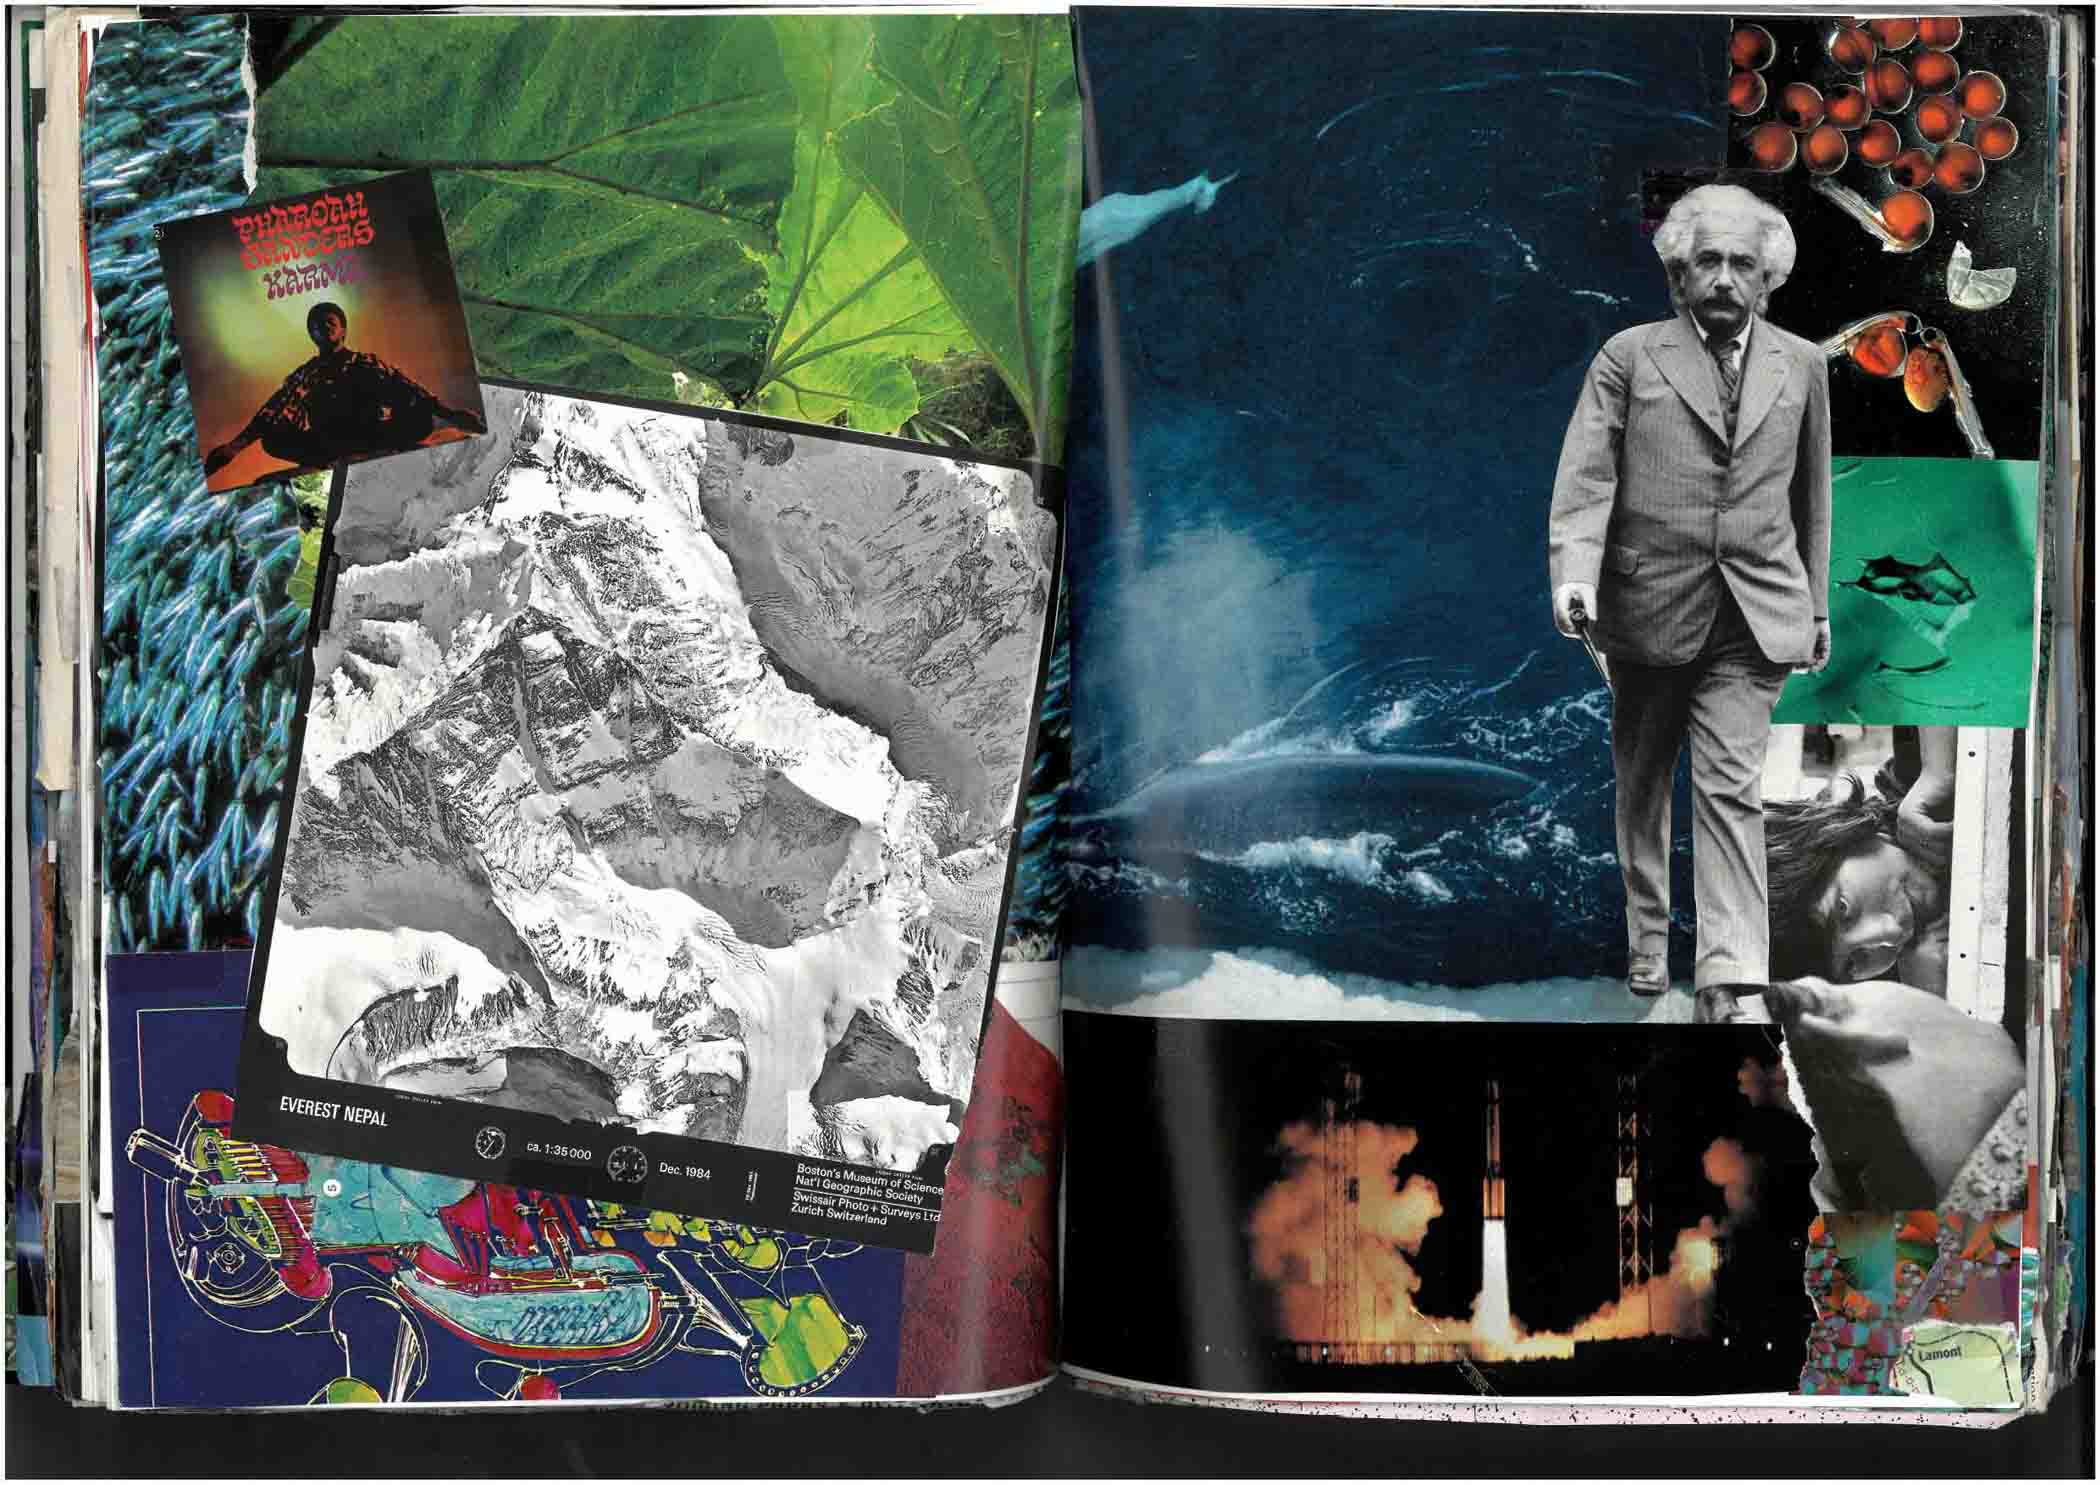 PHAROAH
SANDERS
KARMA
EVEREST NEPAL
ca. 1:35 000
Dec. 1984
Boston's Museum of Science
Nat'l Geographic Society
Swissair Photo + Surveys Ltd
Zurich Switzerland
5
Lamont